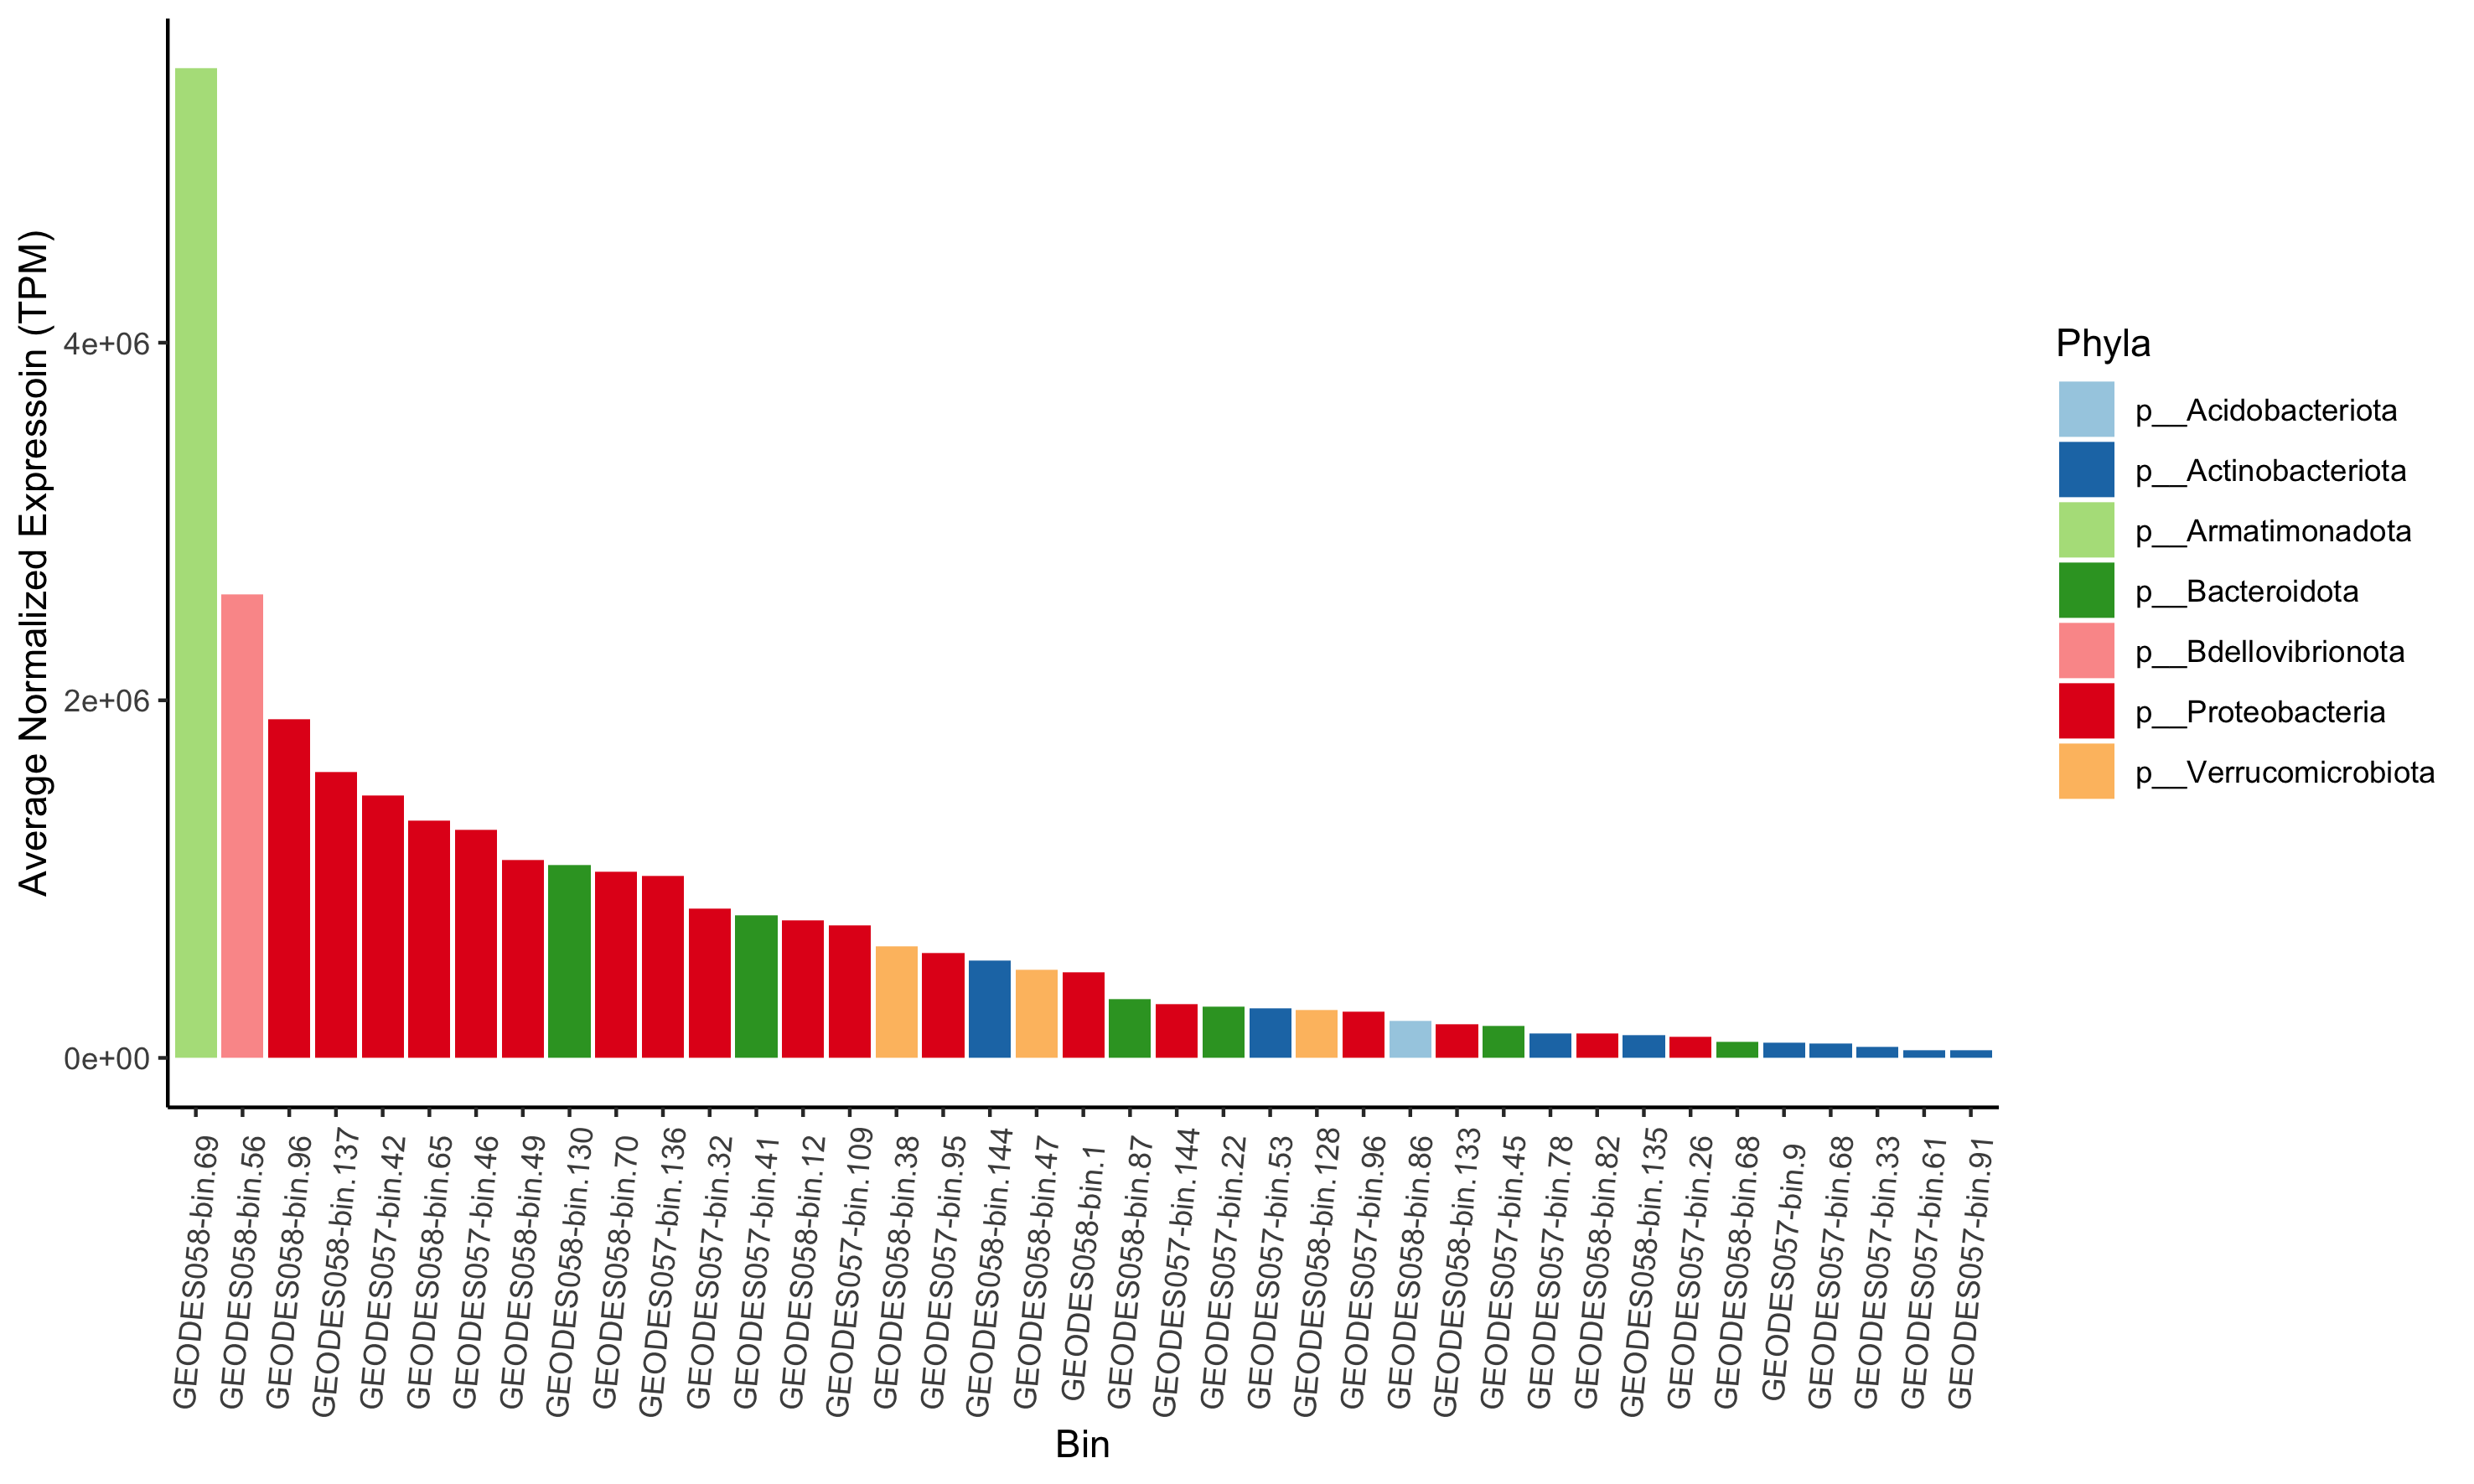 Average Normalized Expressoin (TPM)
4e+06
2e+06
0e+00
GEODES058-bin.69
GEODES058-bin.56
GEODES058-bin.96
GEODES058-bin.137
GEODES057-bin.42
GEODES058-bin.65
GEODES057-bin.46
GEODES058-bin.49
GEODES058-bin.130
GEODES058-bin.70
GEODES057-bin.136
GEODES057-bin.32
GEODES057-bin.41
GEODES058-bin.12
GEODES057-bin.109
GEODES058-bin.38
GEODES057-bin.95
GEODES058-bin.144
GEODES058-bin.47
GEODES058-bin.1
GEODES058-bin.87
GEODES057-bin.144
GEODES057-bin.22
GEODES057-bin.53
GEODES058-bin.128
GEODES057-bin.96
GEODES058-bin.86
GEODES058-bin.133
GEODES057-bin.45
GEODES057-bin.78
GEODES058-bin.82
GEODES058-bin.135
GEODES057-bin.26
GEODES058-bin.68
GEODES057-bin.9
GEODES057-bin.68
GEODES057-bin.33
GEODES057-bin.61
GEODES057-bin.91
Bin
Phyla
p__Acidobacteriota
p__Actinobacteriota
p__Armatimonadota
p__Bacteroidota
p__Bdellovibrionota
p__Proteobacteria
p__Verrucomicrobiota